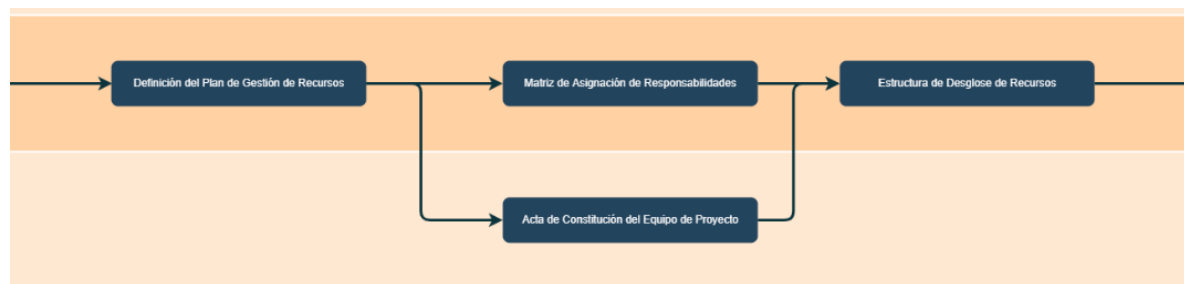 Definición del Plan de Gestión de Recursos
Matriz de Asignación de Responsabilidades
Estructura de Desglose de Recursos
Acta de Constitución del Equipo de Proyecto